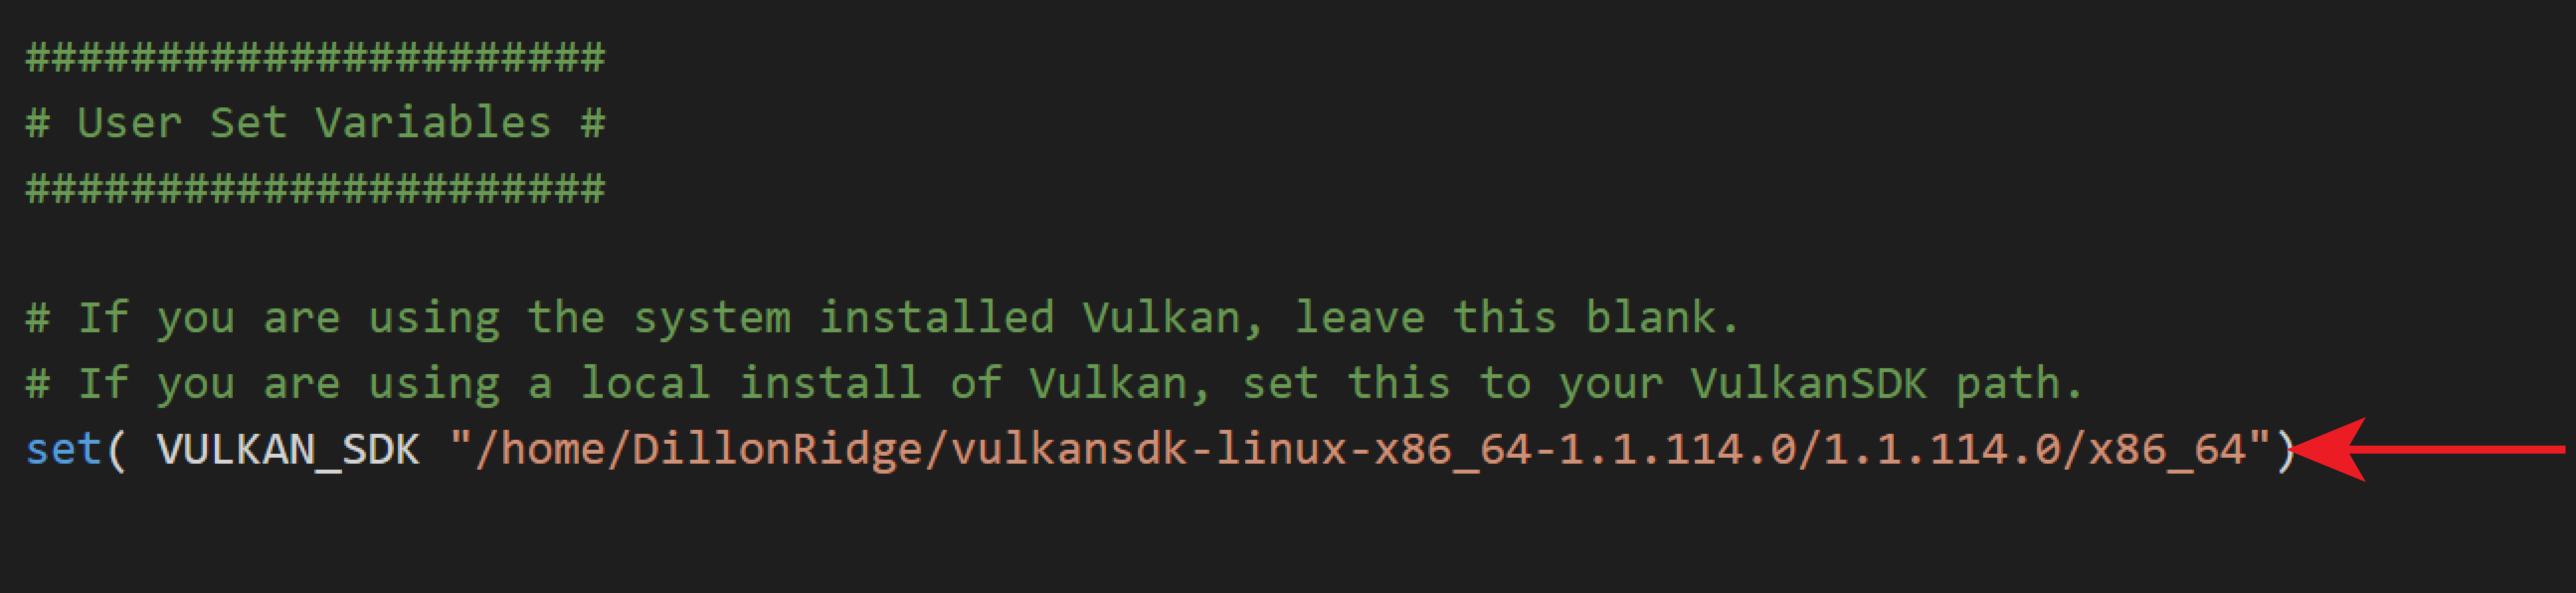 ######################
# User Set Variables #
######################
# If you are using the system installed Vulkan, leave this blank.
# If you are using a local install of Vulkan, set this to your VulkanSDK path.
set( VULKAN_SDK "/home/DillonRidge/vulkansdk-linux-x86_64-1.1.114.0/1.1.114.0/x86_64")